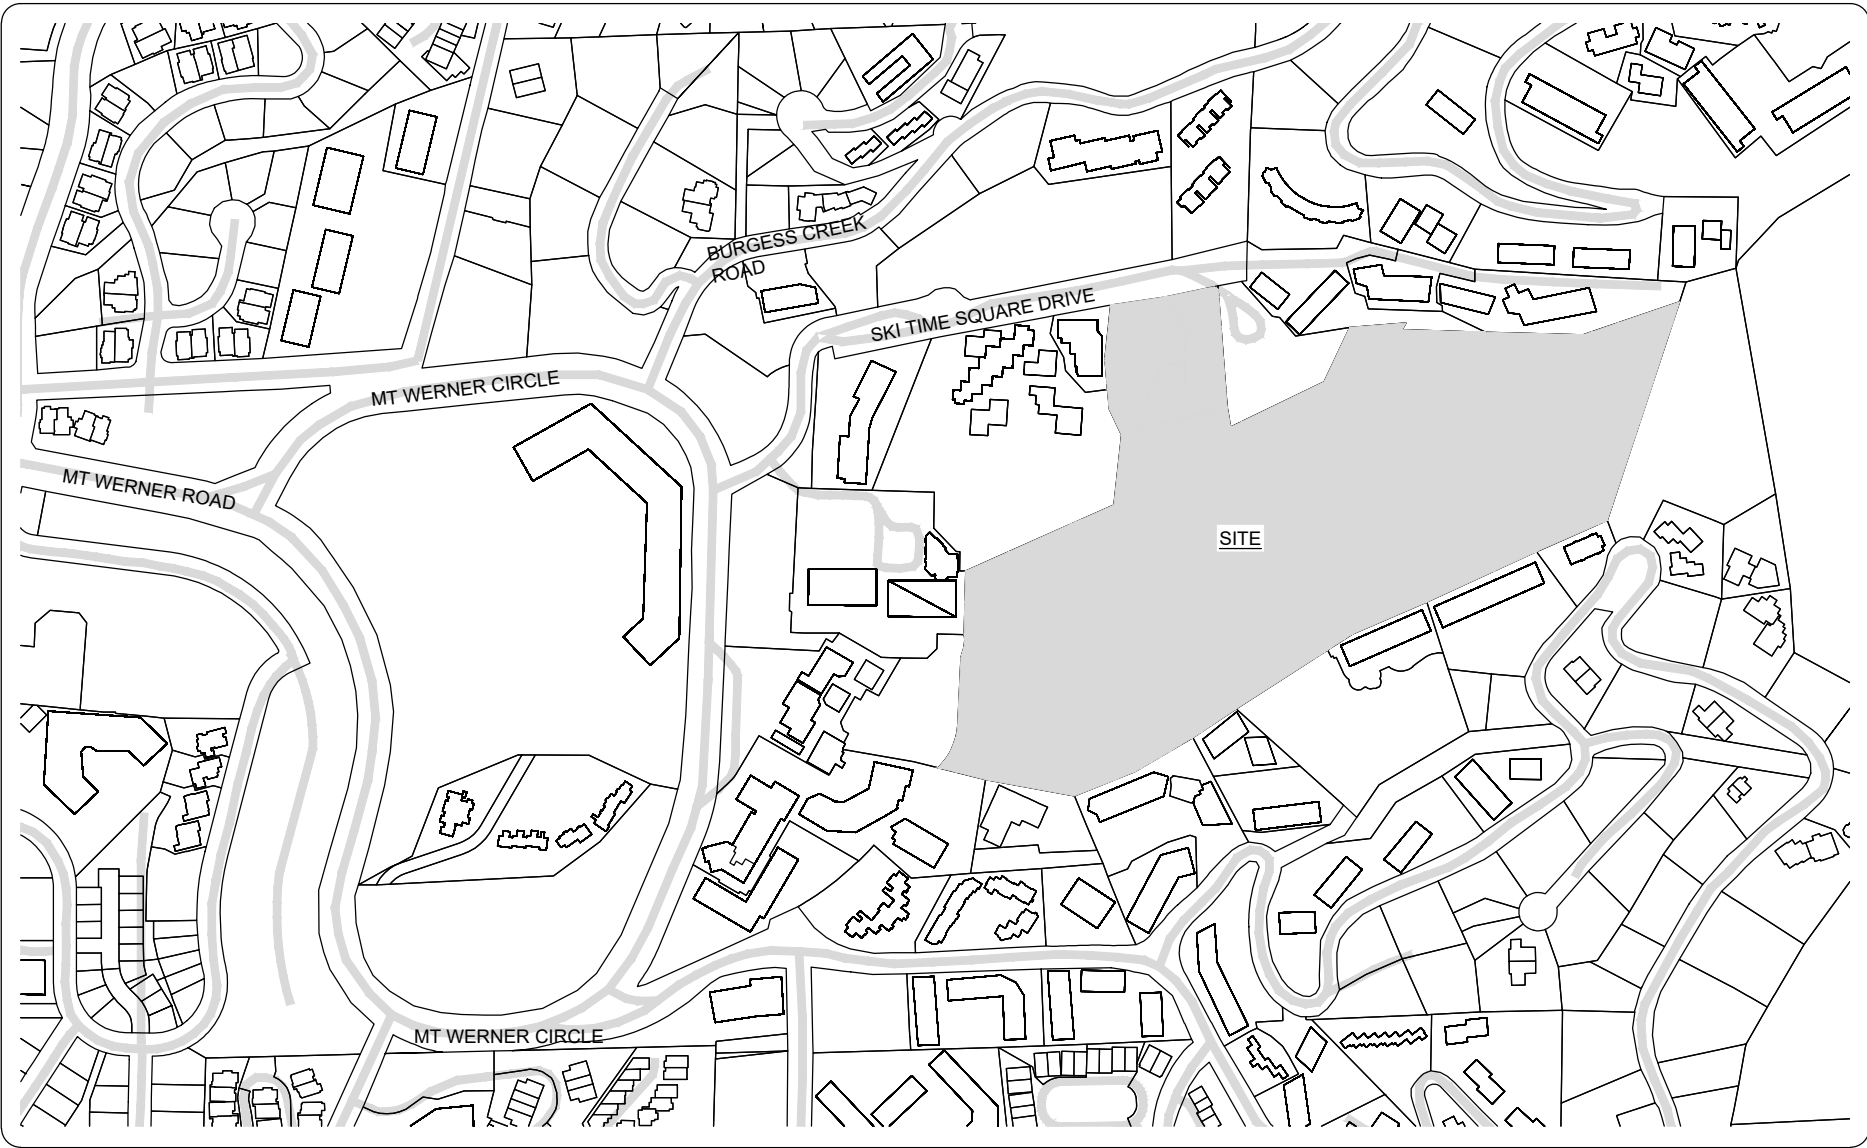 BURGESS CREEK
ROAD
SKI TIME SQUARE DRIVE
MT WERNER CIRCLE
MT WERNER ROAD
SITE
MT WERNER CIRCLE